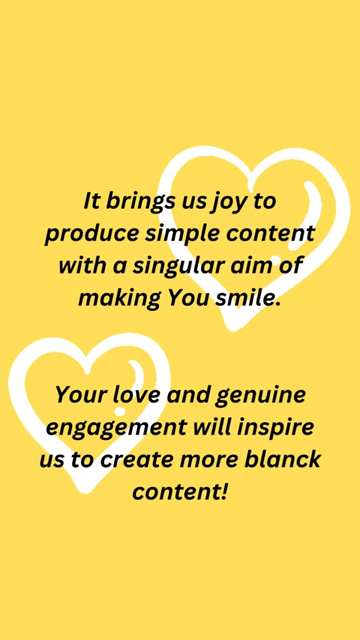 It brings us joy to
produce simple content
with a singular aim of
making You smile.
Your love and genuine
engagement will inspire
us to create more blanck
content!